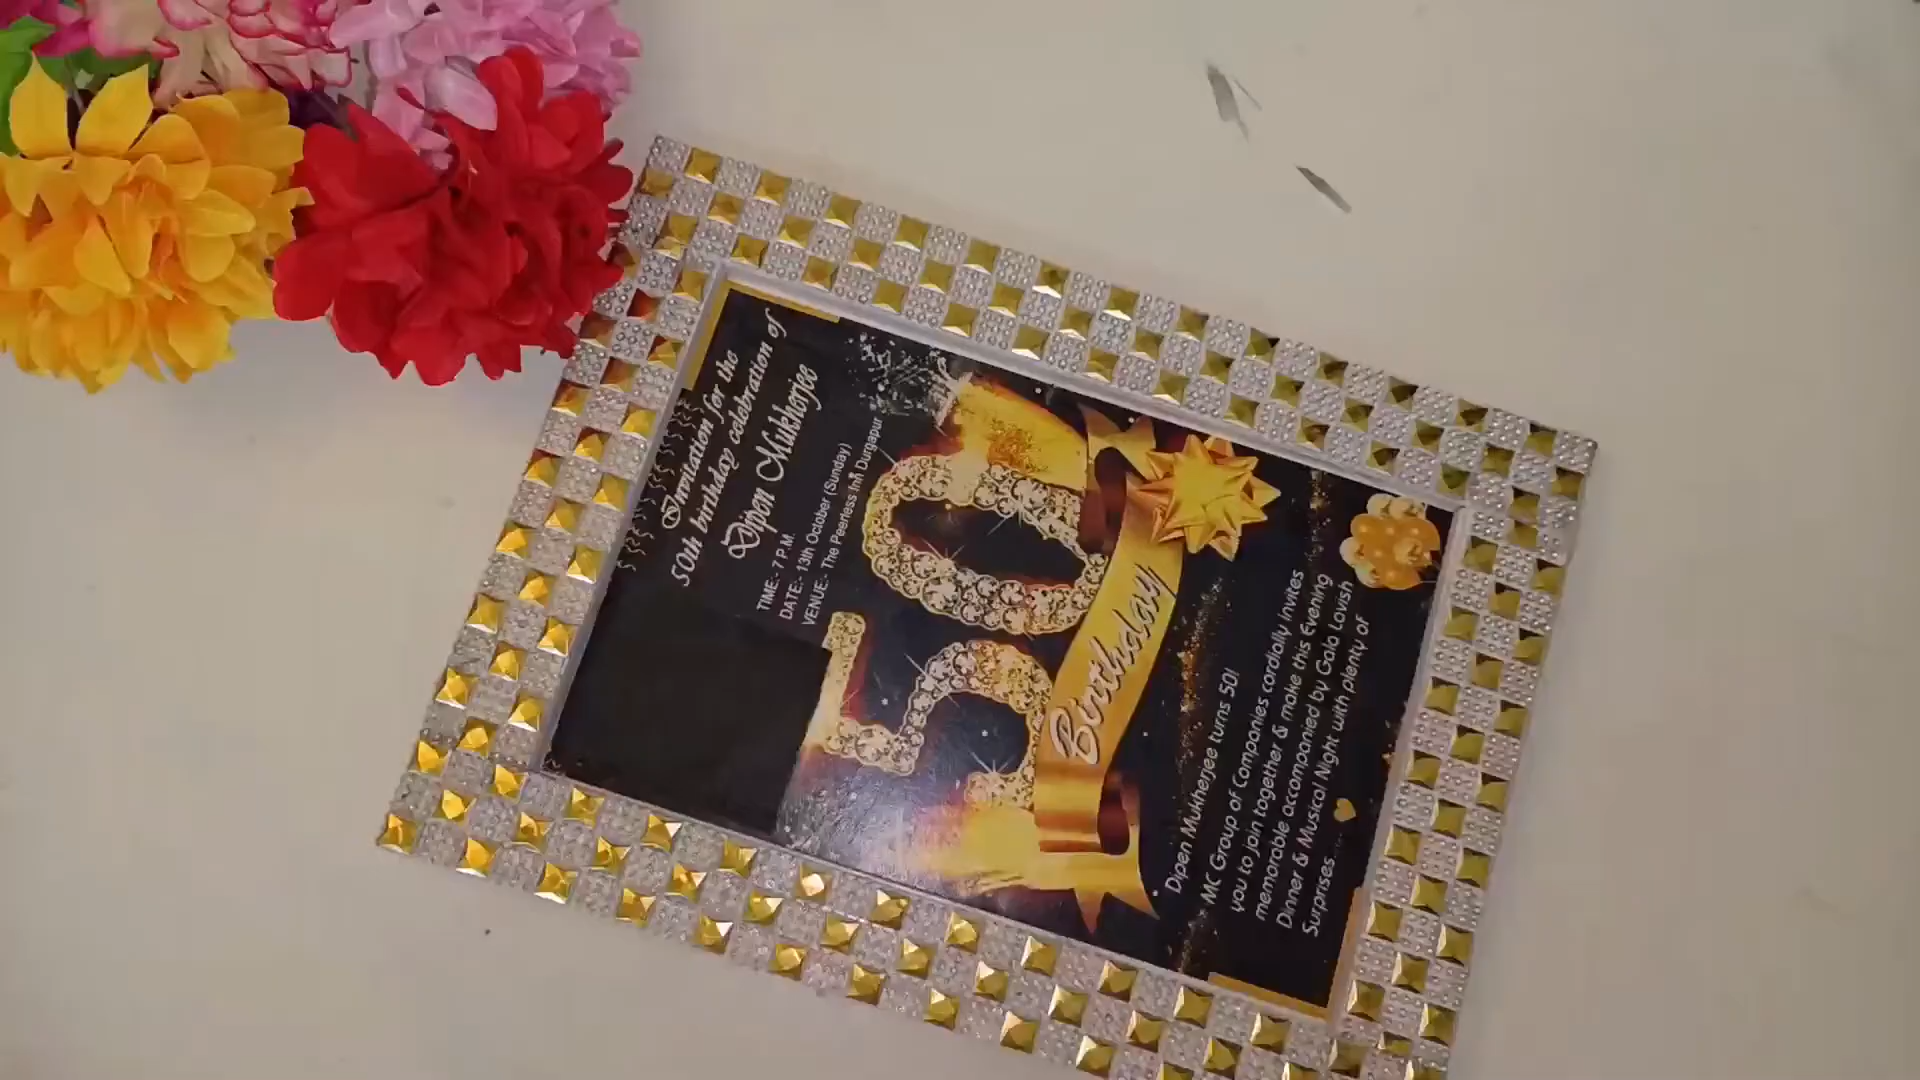 Invitation for the
50th birthday celebration of
Dipen Mukherjee
TIME:- 7 P.M.
DATE:- 13th October (Sunday)
VENUE:- The Peerless Inn Durgapur
50
Birthday
Dipen Mukherjee turns 50!
MC Group of Companies cordially invites
you to join together & make this Evening
memorable accompanied by Gala Lavish
Dinner & Musical Night with plenty of
Surprises